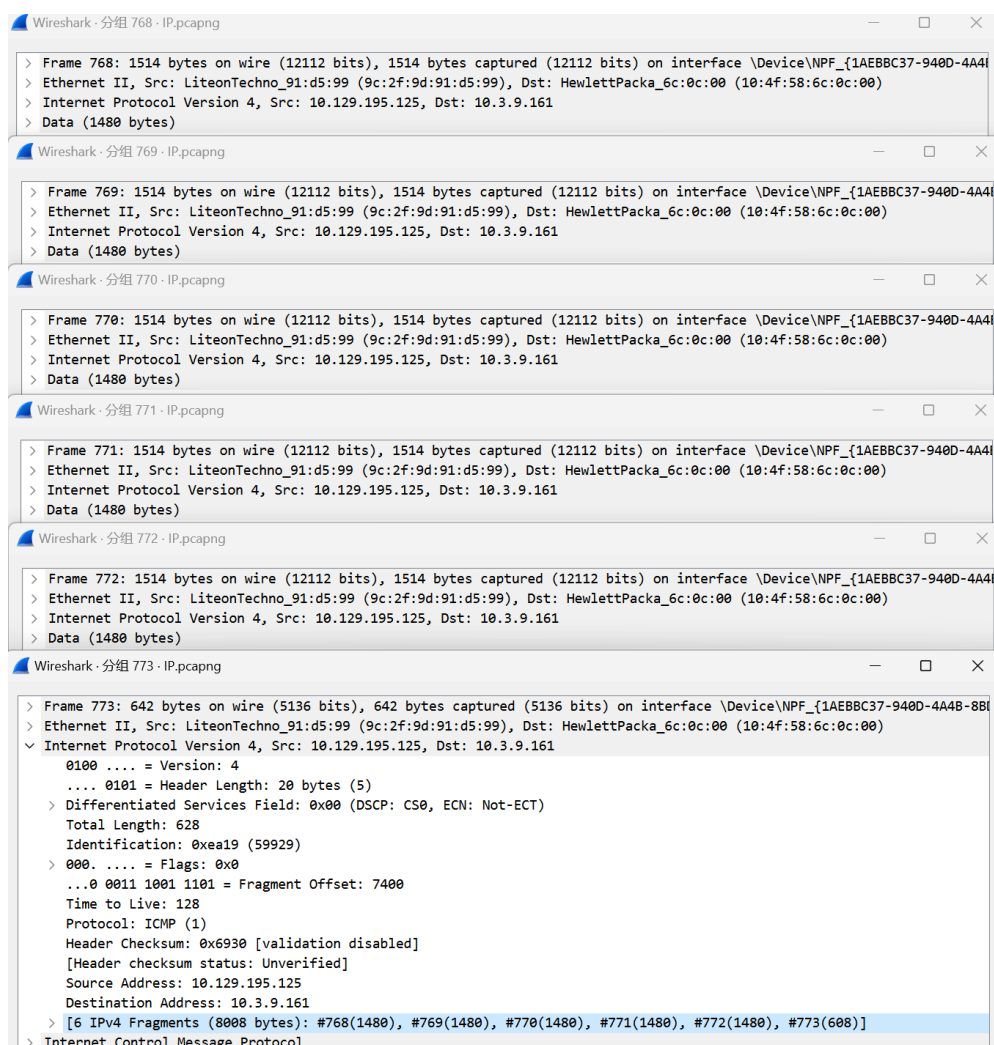 Wireshark · 分组 768 · IP.pcapng
> Frame 768: 1514 bytes on wire (12112 bits), 1514 bytes captured (12112 bits) on interface \Device\NPF_{1AEBBC37-940D-4A4
> Ethernet II, Src: LiteonTechno_91:d5:99 (9c:2f:9d:91:d5:99), Dst: HewlettPacka_6c:0c:00 (10:4f:58:6c:0c:00)
> Internet Protocol Version 4, Src: 10.129.195.125, Dst: 10.3.9.161
> Data (1480 bytes)
Wireshark · 分组 769 · IP.pcapng
> Frame 769: 1514 bytes on wire (12112 bits), 1514 bytes captured (12112 bits) on interface \Device\NPF_{1AEBBC37-940D-4A4
> Ethernet II, Src: LiteonTechno_91:d5:99 (9c:2f:9d:91:d5:99), Dst: HewlettPacka_6c:0c:00 (10:4f:58:6c:0c:00)
> Internet Protocol Version 4, Src: 10.129.195.125, Dst: 10.3.9.161
> Data (1480 bytes)
Wireshark · 分组 770 · IP.pcapng
> Frame 770: 1514 bytes on wire (12112 bits), 1514 bytes captured (12112 bits) on interface \Device\NPF_{1AEBBC37-940D-4A4
> Ethernet II, Src: LiteonTechno_91:d5:99 (9c:2f:9d:91:d5:99), Dst: HewlettPacka_6c:0c:00 (10:4f:58:6c:0c:00)
> Internet Protocol Version 4, Src: 10.129.195.125, Dst: 10.3.9.161
> Data (1480 bytes)
Wireshark · 分组 771 · IP.pcapng
> Frame 771: 1514 bytes on wire (12112 bits), 1514 bytes captured (12112 bits) on interface \Device\NPF_{1AEBBC37-940D-4A4
> Ethernet II, Src: LiteonTechno_91:d5:99 (9c:2f:9d:91:d5:99), Dst: HewlettPacka_6c:0c:00 (10:4f:58:6c:0c:00)
> Internet Protocol Version 4, Src: 10.129.195.125, Dst: 10.3.9.161
> Data (1480 bytes)
Wireshark · 分组 772 · IP.pcapng
> Frame 772: 1514 bytes on wire (12112 bits), 1514 bytes captured (12112 bits) on interface \Device\NPF_{1AEBBC37-940D-4A4
> Ethernet II, Src: LiteonTechno_91:d5:99 (9c:2f:9d:91:d5:99), Dst: HewlettPacka_6c:0c:00 (10:4f:58:6c:0c:00)
> Internet Protocol Version 4, Src: 10.129.195.125, Dst: 10.3.9.161
> Data (1480 bytes)
Wireshark · 分组 773 · IP.pcapng
> Frame 773: 642 bytes on wire (5136 bits), 642 bytes captured (5136 bits) on interface \Device\NPF_{1AEBBC37-940D-4A4B-8B
> Ethernet II, Src: LiteonTechno_91:d5:99 (9c:2f:9d:91:d5:99), Dst: HewlettPacka_6c:0c:00 (10:4f:58:6c:0c:00)
Internet Protocol Version 4, Src: 10.129.195.125, Dst: 10.3.9.161
0100 .... = Version: 4
.... 0101 = Header Length: 20 bytes (5)
> Differentiated Services Field: 0x00 (DSCP: CS0, ECN: Not-ECT)
Total Length: 628
Identification: 0xea19 (59929)
> 000. .... = Flags: 0x0
...0 0011 1001 1101 = Fragment Offset: 7400
Time to Live: 128
Protocol: ICMP (1)
Header Checksum: 0x6930 [validation disabled]
[Header checksum status: Unverified]
Source Address: 10.129.195.125
Destination Address: 10.3.9.161
> [6 IPv4 Fragments (8008 bytes): #768(1480), #769(1480), #770(1480), #771(1480), #772(1480), #773(608)]
> Internet Control Message Protocol